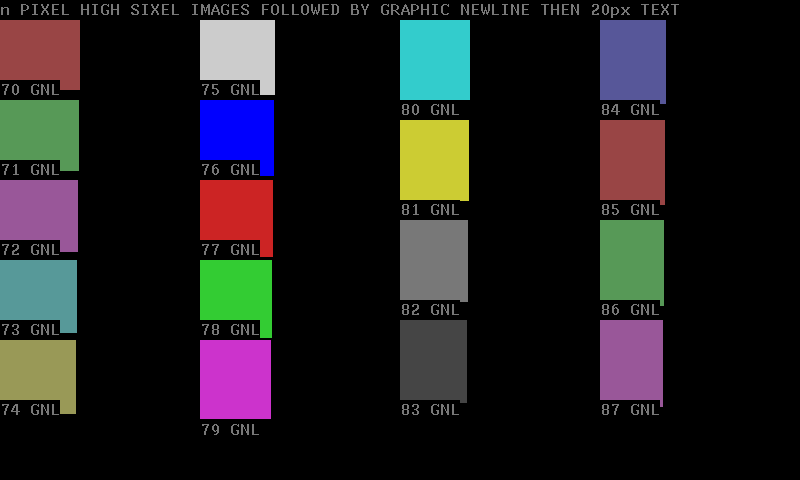 n PIXEL HIGH SIXEL IMAGES FOLLOWED BY GRAPHIC NEWLINE THEN 20px TEXT
70 GNL
71 GNL
72 GNL
73 GNL
74 GNL
75 GNL
76 GNL
77 GNL
78 GNL
79 GNL
80 GNL
81 GNL
82 GNL
83 GNL
84 GNL
85 GNL
86 GNL
87 GNL